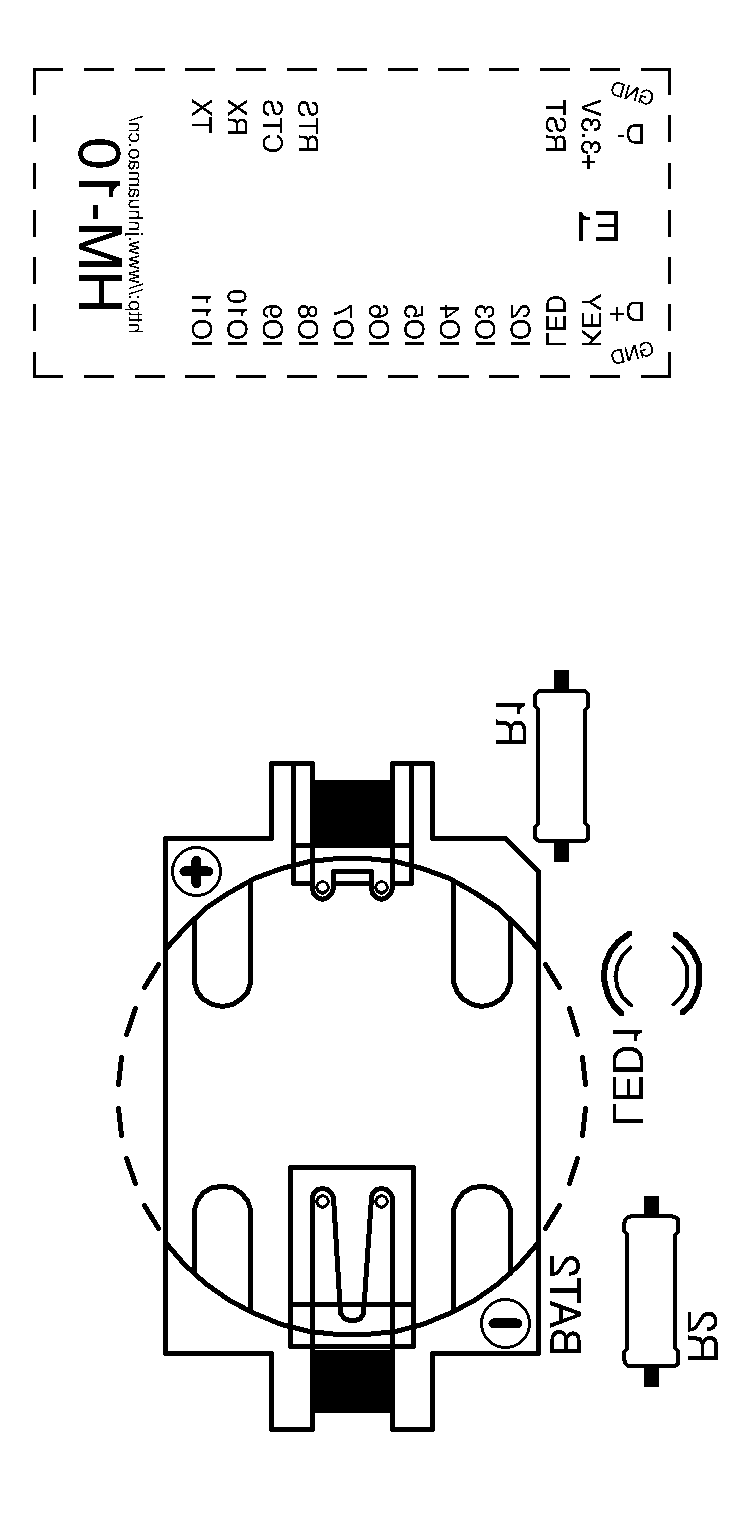 HM-10
http://www.jnhuamao.cn/
TX
RX
CTS
RTS
RST
+3.3V
GND
D-
E1
IO11
IO10
IO9
IO8
IO7
IO6
IO5
IO4
IO3
IO2
LED
KEY
D+
GND
R1
+
LED1
BAT2
-
R2